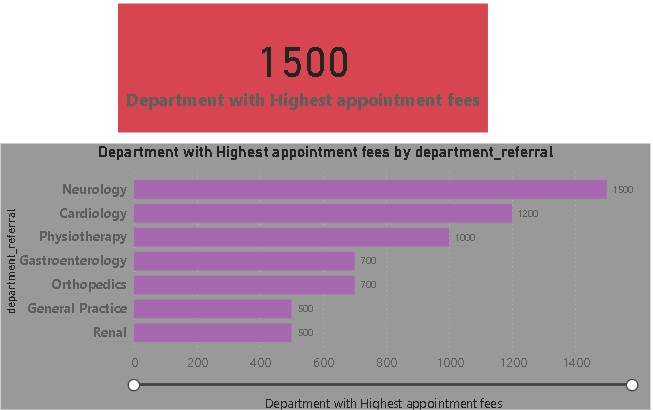 1500
Department with Highest appointment fees
Department with Highest appointment fees by department_referral
department_referral
Neurology 1500
Cardiology 1200
Physiotherapy 1000
Gastroenterology 700
Orthopedics 700
General Practice 500
Renal 500
0 200 400 600 800 1000 1200 1400
Department with Highest appointment fees